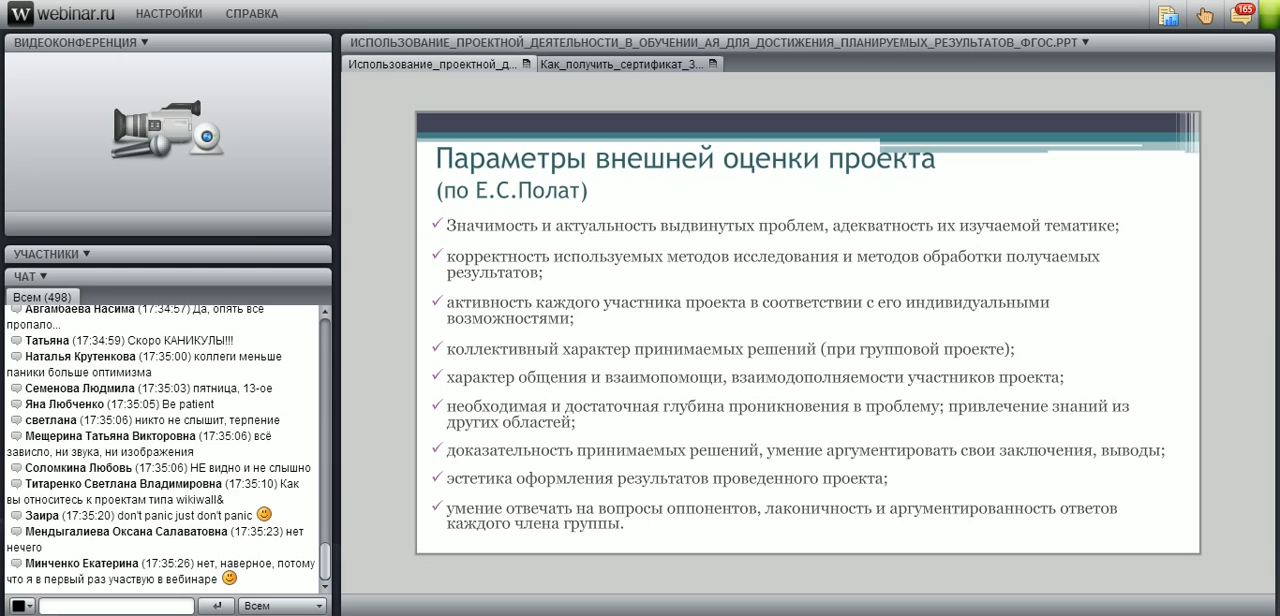 webinar.ru НАСТРОЙКИ СПРАВКА
165
ВИДЕОКОНФЕРЕНЦИЯ
УЧАСТНИКИ
ЧАТ
Всем (498)
Авгамбаева Насима (17:34:57) Да, опять все
пропало...
Татьяна (17:34:59) Скоро КАНИКУЛЫ!!!
Наталья Крутенкова (17:35:00) коллеги меньше
паники больше оптимизма
Семенова Людмила (17:35:03) пятница, 13-ое
Яна Любченко (17:35:05) Be patient
светлана (17:35:06) никто не слышит, терпение
Мещерина Татьяна Викторовна (17:35:06) всё
зависло, ни звука, ни изображения
Соломкина Любовь (17:35:06) НЕ видно и не слышно
Титаренко Светлана Владимировна (17:35:10) Как
вы относитесь к проектам типа wikiwall&
Заира (17:35:20) don't panic just don't panic
Мендыгалиева Оксана Салаватовна (17:35:23) нет
нечего
Минченко Екатерина (17:35:26) нет, наверное, потому
что я в первый раз участвую в вебинаре
Всем
ИСПОЛЬЗОВАНИЕ_ПРОЕКТНОЙ_ДЕЯТЕЛЬНОСТИ_В_ОБУЧЕНИИ_АЯ_ДЛЯ_ДОСТИЖЕНИЯ_ПЛАНИРУЕМЫХ_РЕЗУЛЬТАТОВ_ФГОС.PPT
Использование_проектной_д... Как_получить_сертификат_3...
Параметры внешней оценки проекта
(по Е.С.Полат)
Значимость и актуальность выдвинутых проблем, адекватность их изучаемой тематике;
корректность используемых методов исследования и методов обработки получаемых
результатов;
активность каждого участника проекта в соответствии с его индивидуальными
возможностями;
коллективный характер принимаемых решений (при групповой проекте);
характер общения и взаимопомощи, взаимодополняемости участников проекта;
необходимая и достаточная глубина проникновения в проблему; привлечение знаний из
других областей;
доказательность принимаемых решений, умение аргументировать свои заключения, выводы;
эстетика оформления результатов проведенного проекта;
умение отвечать на вопросы оппонентов, лаконичность и аргументированность ответов
каждого члена группы.